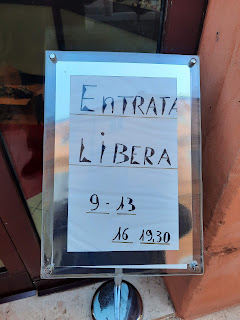 EnTRATA
LiBERA
9 - 13
16 19,30